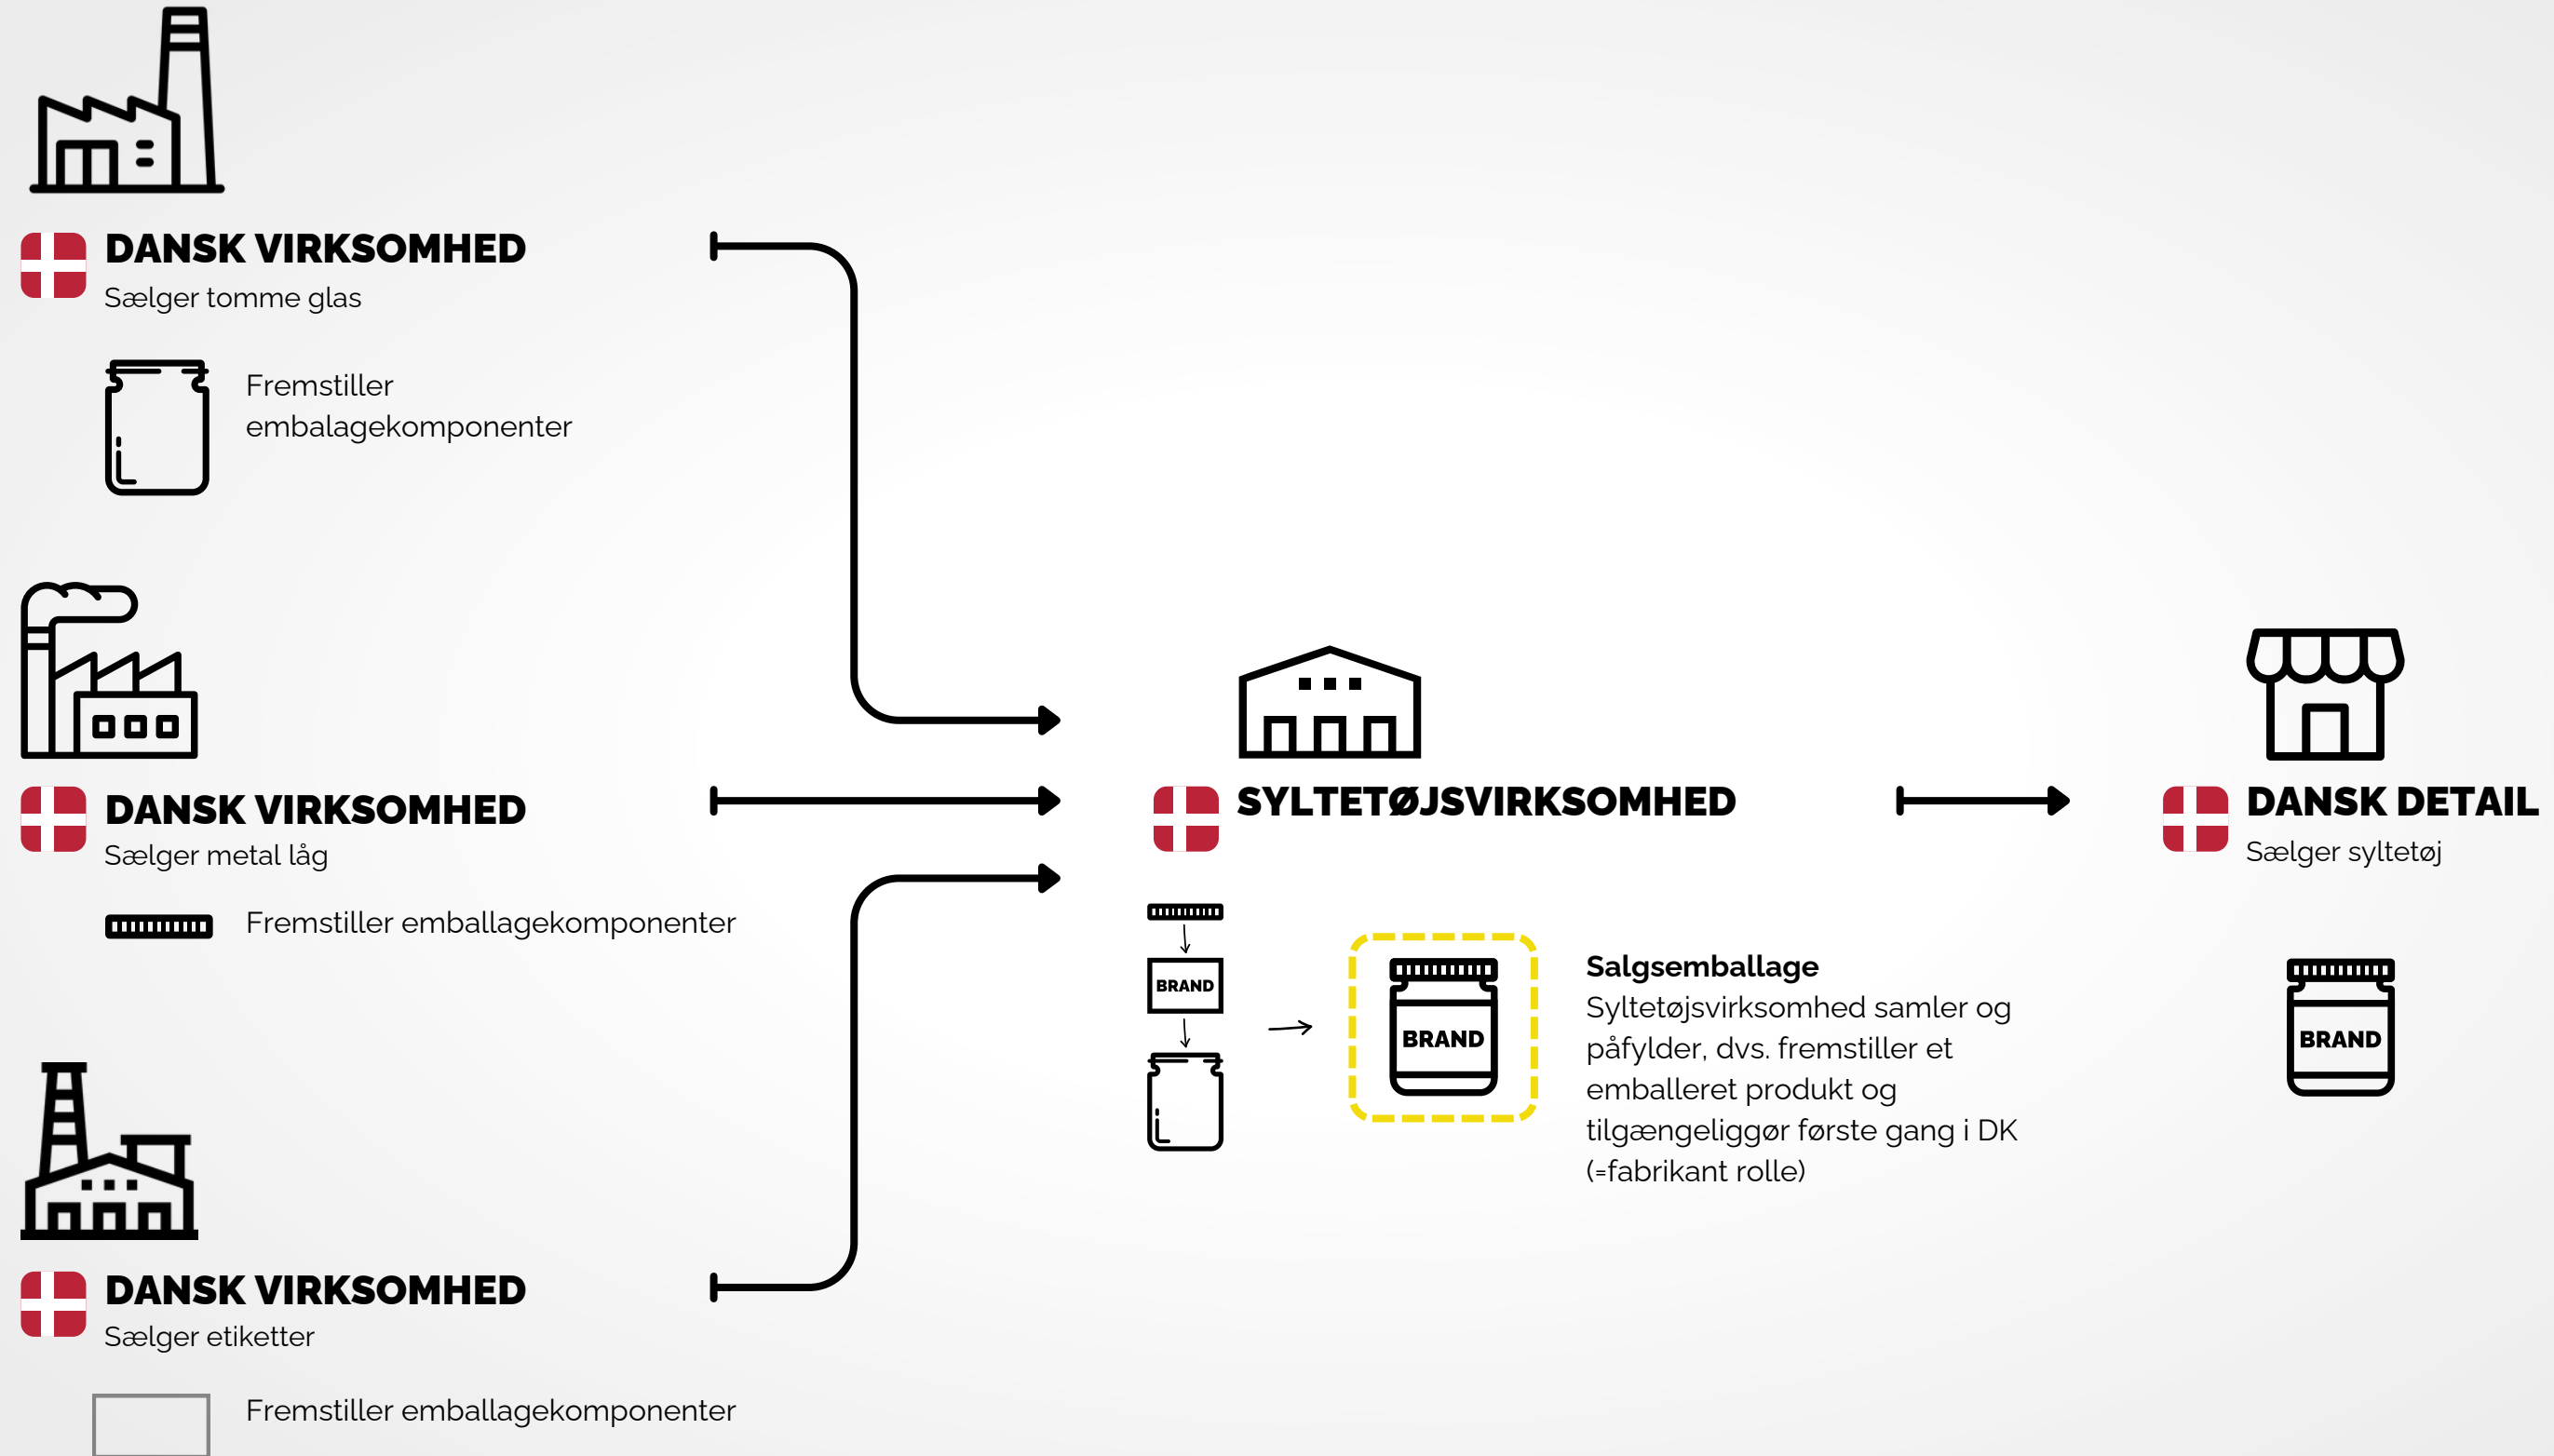 DANSK VIRKSOMHED
Sælger tomme glas
Fremstiller
embalagekomponenter
DANSK VIRKSOMHED
Sælger metal låg
Fremstiller emballagekomponenter
DANSK VIRKSOMHED
Sælger etiketter
Fremstiller emballagekomponenter
SYLTETØJSVIRKSOMHED
BRAND
BRAND
Salgsemballage
Syltetøjsvirksomhed samler og
påfylder, dvs. fremstiller et
emballeret produkt og
tilgængeliggør første gang i DK
(=fabrikant rolle)
DANSK DETAIL
Sælger syltetøj
BRAND